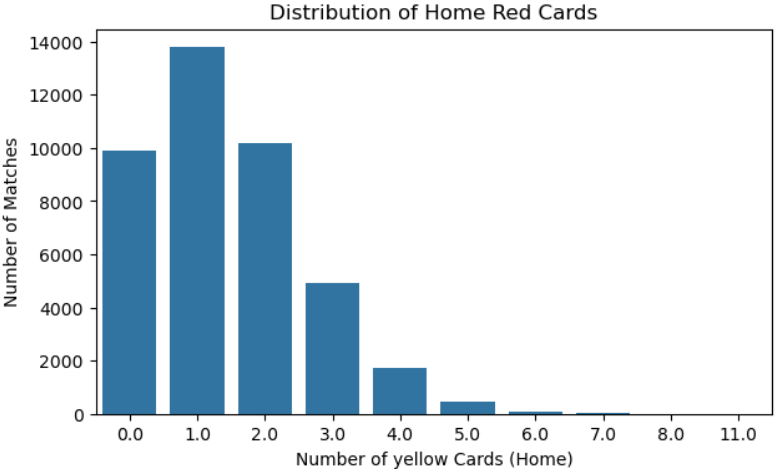 Distribution of Home Red Cards
Number of Matches
14000
12000
10000
8000
6000
4000
2000
0
0.0 1.0 2.0 3.0 4.0 5.0 6.0 7.0 8.0 11.0
Number of yellow Cards (Home)